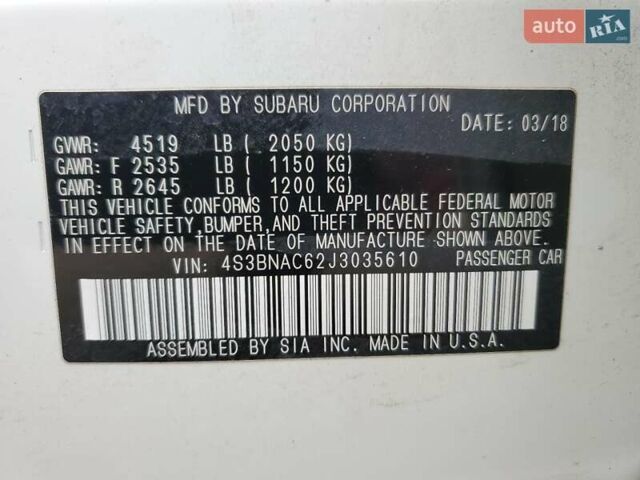 auto RIA.com
MFD BY SUBARU CORPORATION
DATE: 03/18
GVWR: 4519 LB ( 2050 KG)
GAWR: F 2535 LB ( 1150 KG)
GAWR: R 2645 LB ( 1200 KG)
THIS VEHICLE CONFORMS TO ALL APPLICABLE FEDERAL MOTOR
VEHICLE SAFETY,BUMPER,AND THEFT PREVENTION STANDARDS
IN EFFECT ON THE DATE OF MANUFACTURE SHOWN ABOVE.
VIN: 4S3BNAC62J3035610 PASSENGER CAR
ASSEMBLED BY SIA INC. MADE IN U.S.A.